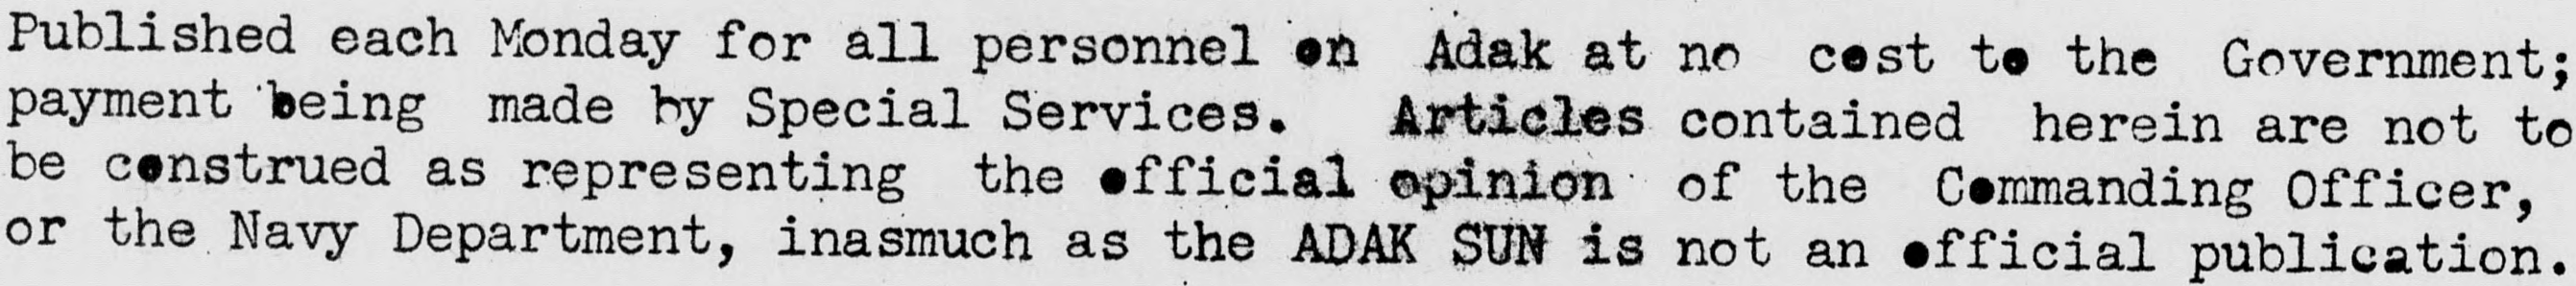 Published each Monday for all personnel on Adak at no cost to the Government;
payment being made by Special Services. Articles contained herein are not to
be construed as representing the official opinion of the Commanding Officer,
or the Navy Department, inasmuch as the ADAK SUN is not an official publication.